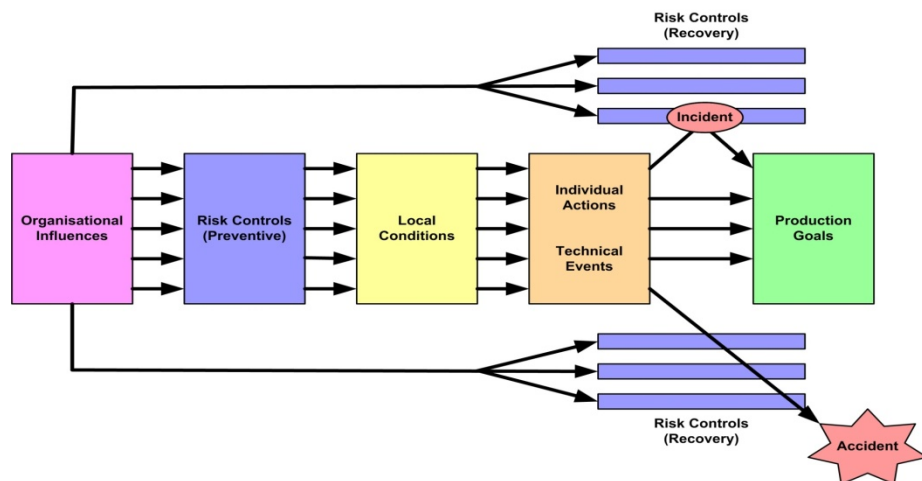 Risk Controls
(Recovery)
Incident
Organisational
Influences
Risk Controls
(Preventive)
Local
Conditions
Individual
Actions
Technical
Events
Production
Goals
Risk Controls
(Recovery)
Accident